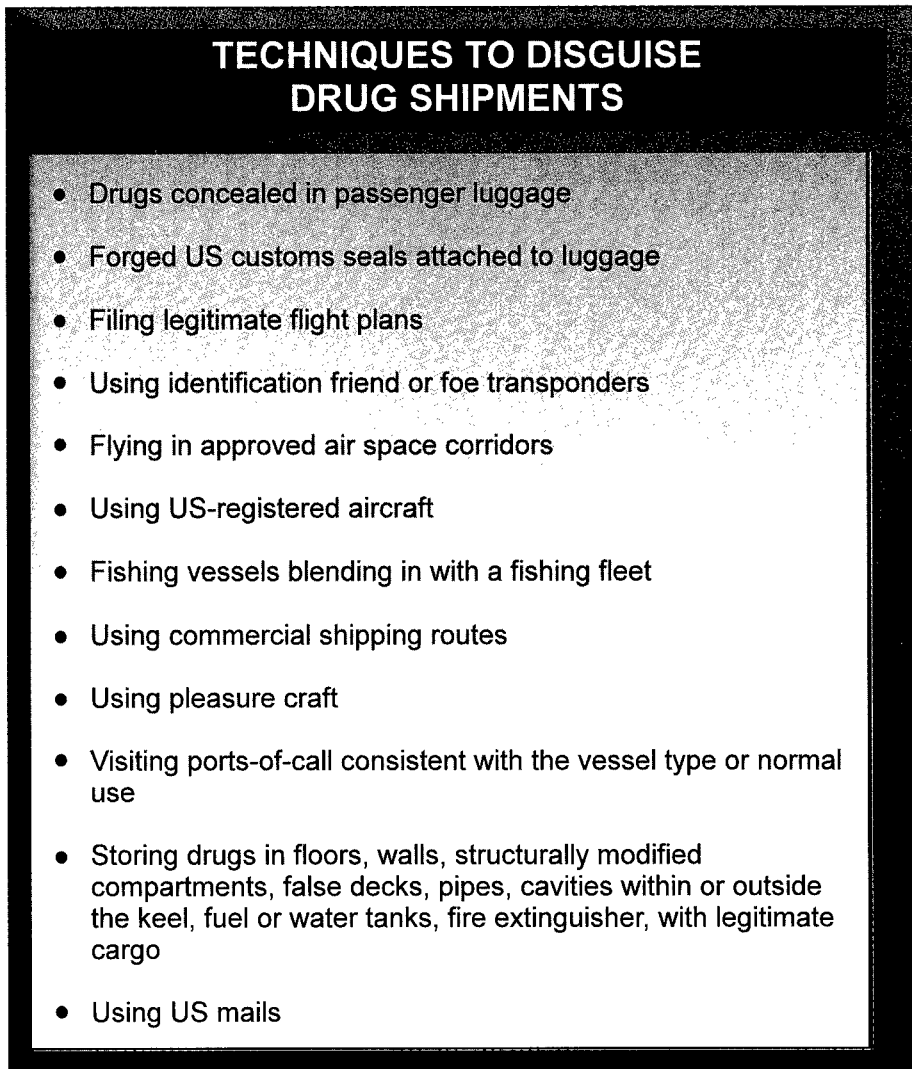 TECHNIQUES TO DISGUISE
DRUG SHIPMENTS
● Drugs concealed in passenger luggage
● Forged US customs seals attached to luggage
● Filing legitimate flight plans
● Using identification friend or foe transponders
● Flying in approved air space corridors
● Using US-registered aircraft
● Fishing vessels blending in with a fishing fleet
● Using commercial shipping routes
● Using pleasure craft
● Visiting ports-of-call consistent with the vessel type or normal
use
● Storing drugs in floors, walls, structurally modified
compartments, false decks, pipes, cavities within or outside
the keel, fuel or water tanks, fire extinguisher, with legitimate
cargo
● Using US mails